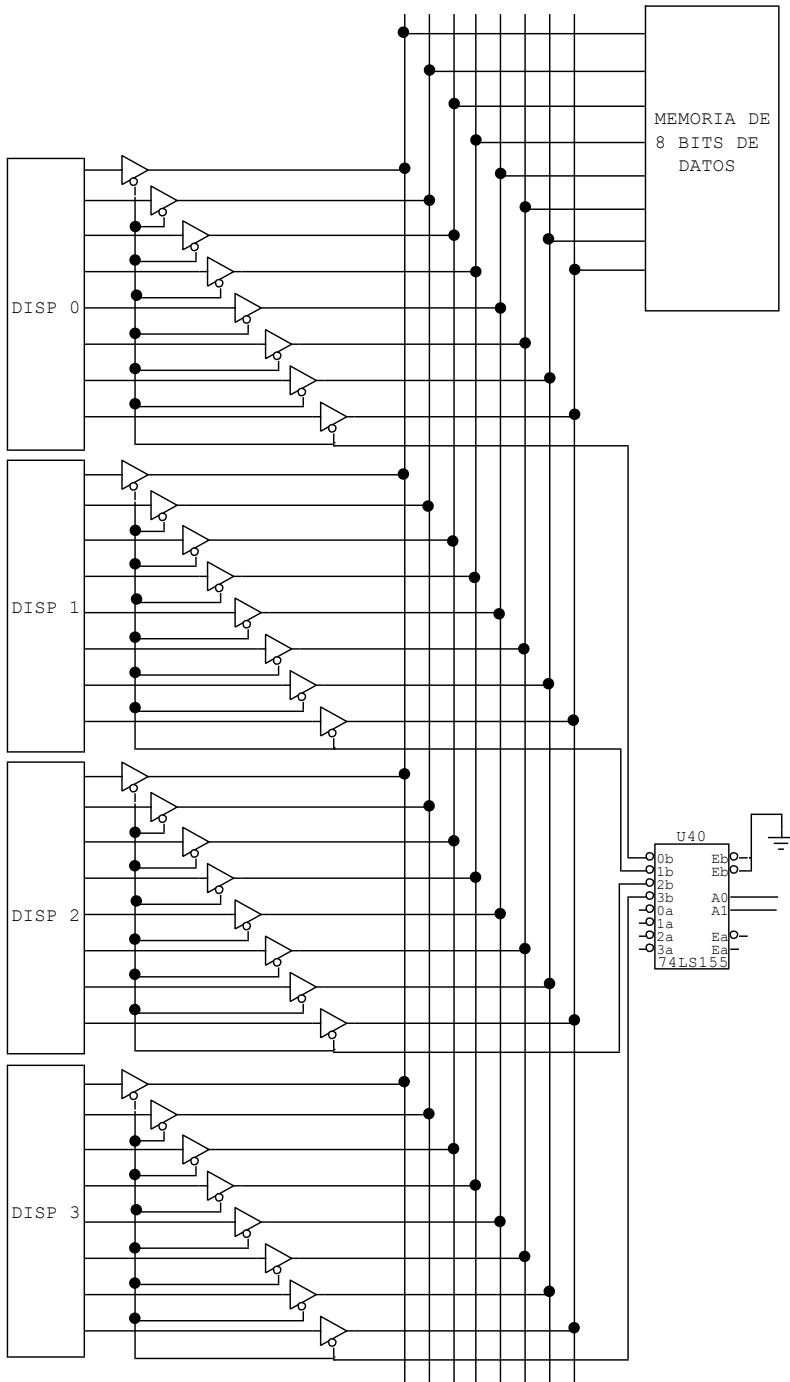 MEMORIA DE
8 BITS DE
DATOS
DISP 0
DISP 1
DISP 2
DISP 3
U40
0b Eb
1b Eb
2b
3b A0
0a A1
1a
2a Ea
3a Ea
74LS155